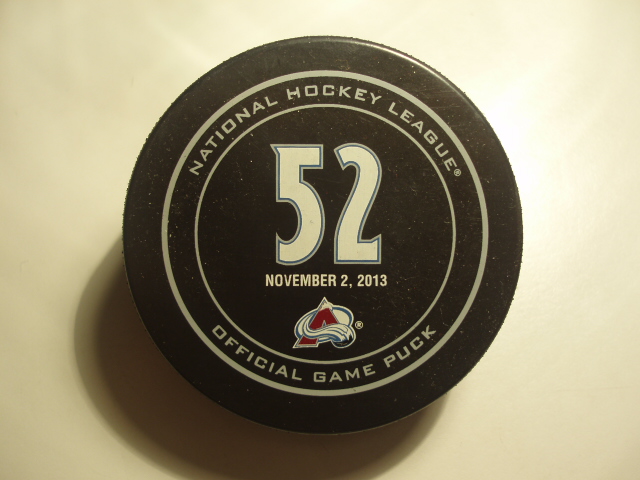 NATIONAL HOCKEY LEAGUE®
52
NOVEMBER 2, 2013
®
OFFICIAL GAME PUCK